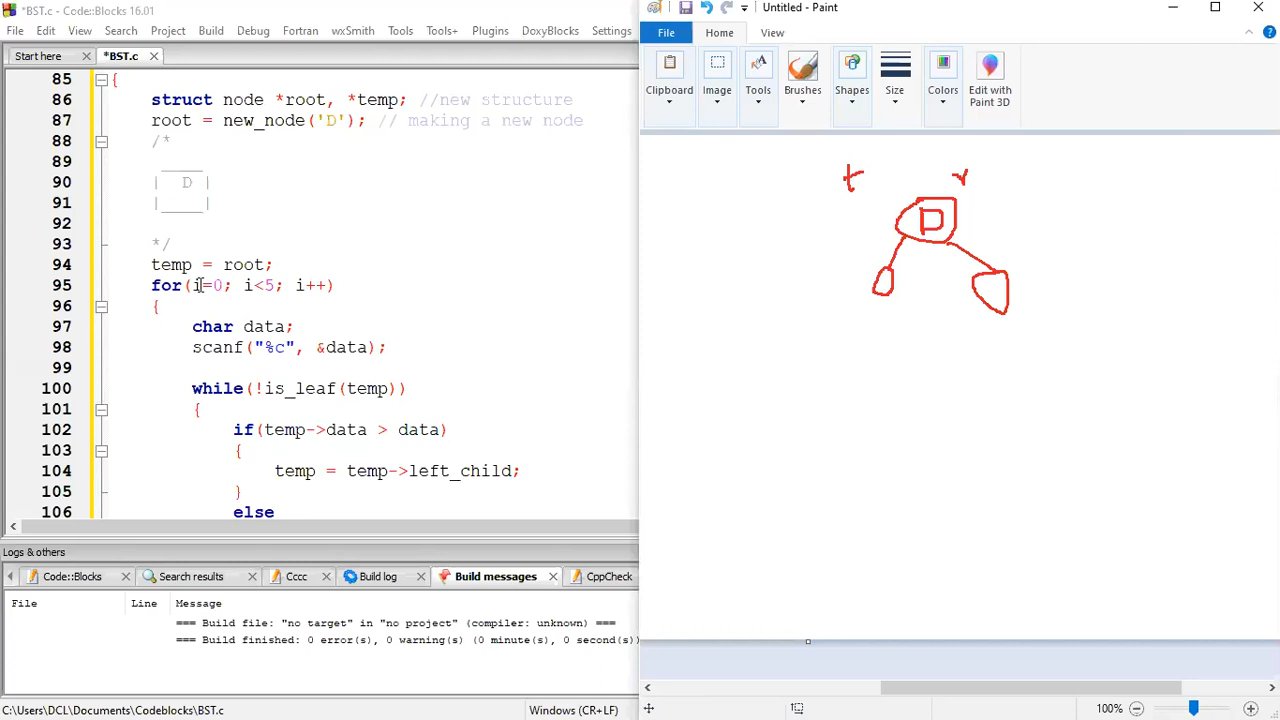 *BST.c - Code::Blocks 16.01
File Edit View Search Project Build Debug Fortran wxSmith Tools Tools+ Plugins DoxyBlocks Settings
Start here
*BST.c
85 {
86 struct node *root, *temp; //new structure
87 root = new_node('D'); // making a new node
88 /*
89 _____
90 | D |
91 |_____|
92
93 */
94 temp = root;
95 for(i=0; i<5; i++)
96 {
97 char data;
98 scanf("%c", &data);
99
100 while(!is_leaf(temp))
101 {
102 if(temp->data > data)
103 {
104 temp = temp->left_child;
105 }
106 else
Logs & others
Code::Blocks Search results Cccc Build log Build messages CppCheck
File Line Message
=== Build file: "no target" in "no project" (compiler: unknown) ===
=== Build finished: 0 error(s), 0 warning(s) (0 minute(s), 0 second(s))
C:\Users\DCL\Documents\Codeblocks\BST.c Windows (CR+LF)
Untitled - Paint
File Home View
Clipboard Image Tools Brushes Shapes Size Colors Edit with
Paint 3D
t r
D
100%